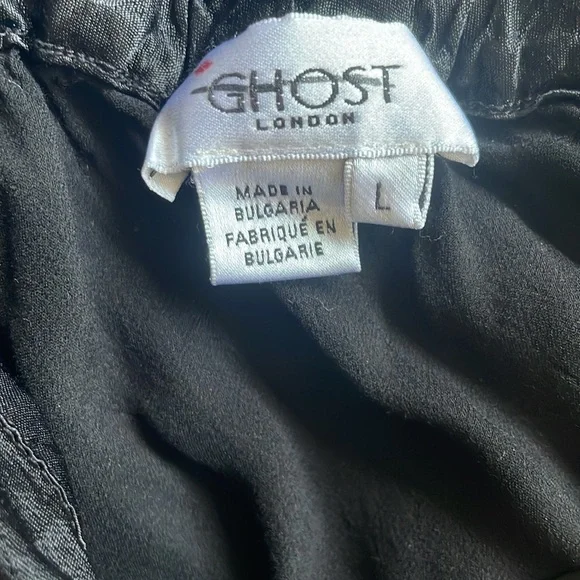 GHOST
LONDON
MADE IN
BULGARIA
FABRIQUÉ EN
BULGARIE
L